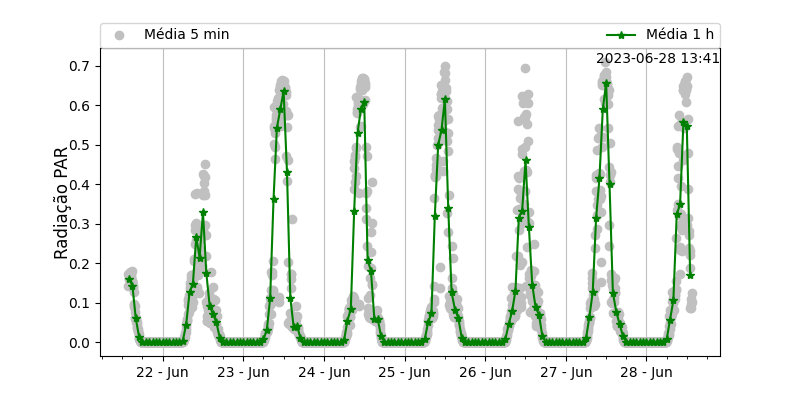 Média 5 min
Média 1 h
2023-06-28 13:41
Radiação PAR
0.7
0.6
0.5
0.4
0.3
0.2
0.1
0.0
22 - Jun
23 - Jun
24 - Jun
25 - Jun
26 - Jun
27 - Jun
28 - Jun